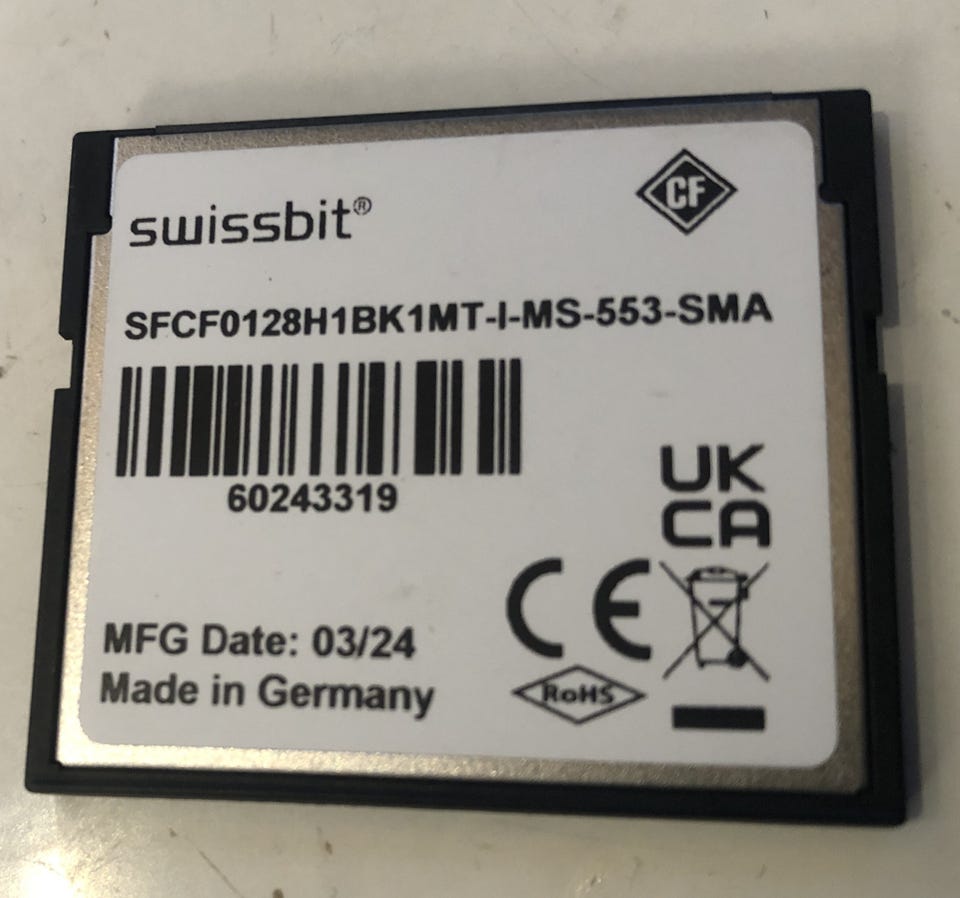 swissbit®
CF
SFCF0128H1BK1MT-I-MS-553-SMA
60243319
UK
CA
CE
MFG Date: 03/24
Made in Germany
RoHS